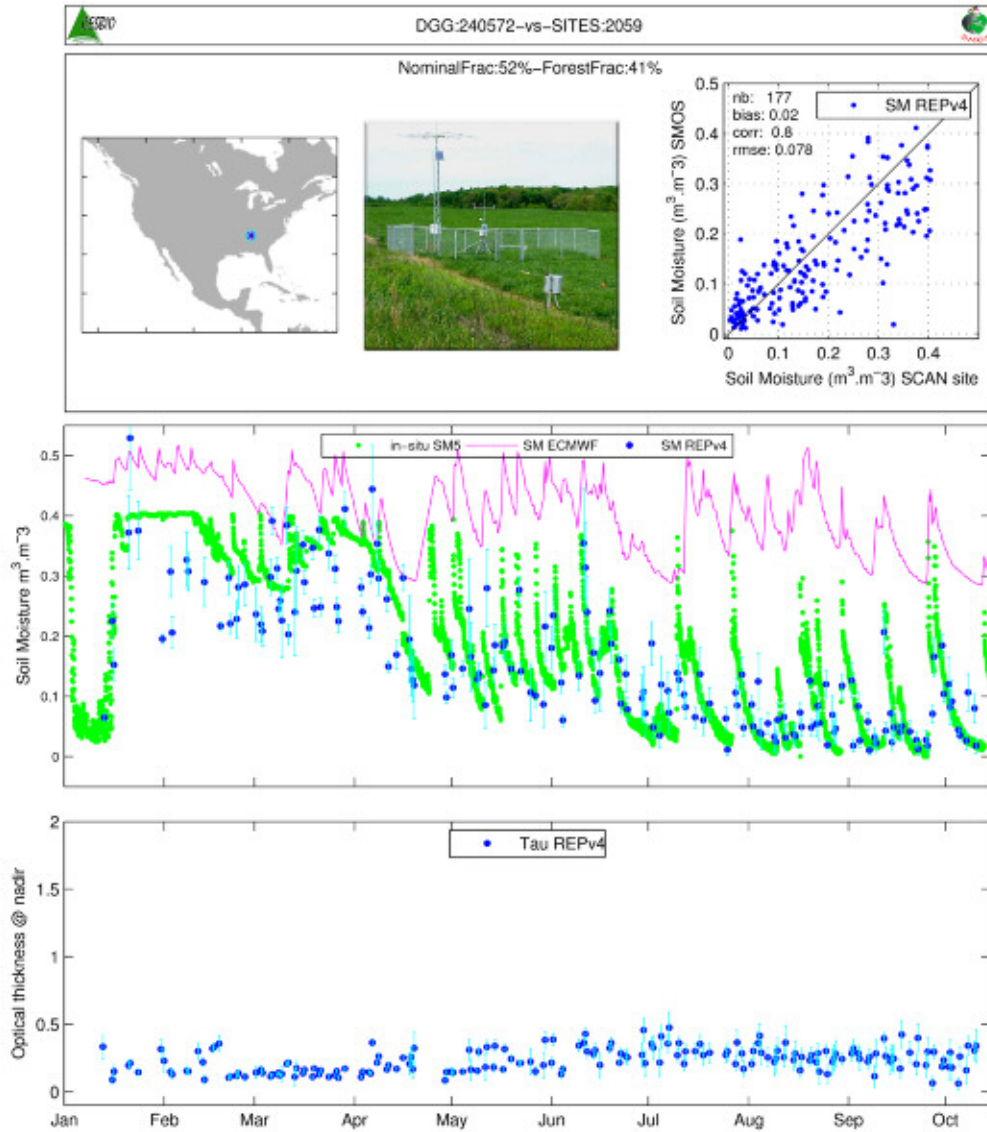 CESBIO
DGG:240572-vs-SITES:2059
NominalFrac:52%-ForestFrac:41%
nb: 177
bias: 0.02
corr: 0.8
rmse: 0.078
SM REPv4
Soil Moisture (m³.m⁻3) SMOS
0.5
0.4
0.3
0.2
0.1
0
0 0.1 0.2 0.3 0.4
Soil Moisture (m³.m⁻3) SCAN site
in-situ SM5 SM ECMWF SM REPv4
Soil Moisture m³.m⁻3
0.5
0.4
0.3
0.2
0.1
0
Tau REPv4
Optical thickness @ nadir
2
1.5
1
0.5
0
Jan Feb Mar Apr May Jun Jul Aug Sep Oct